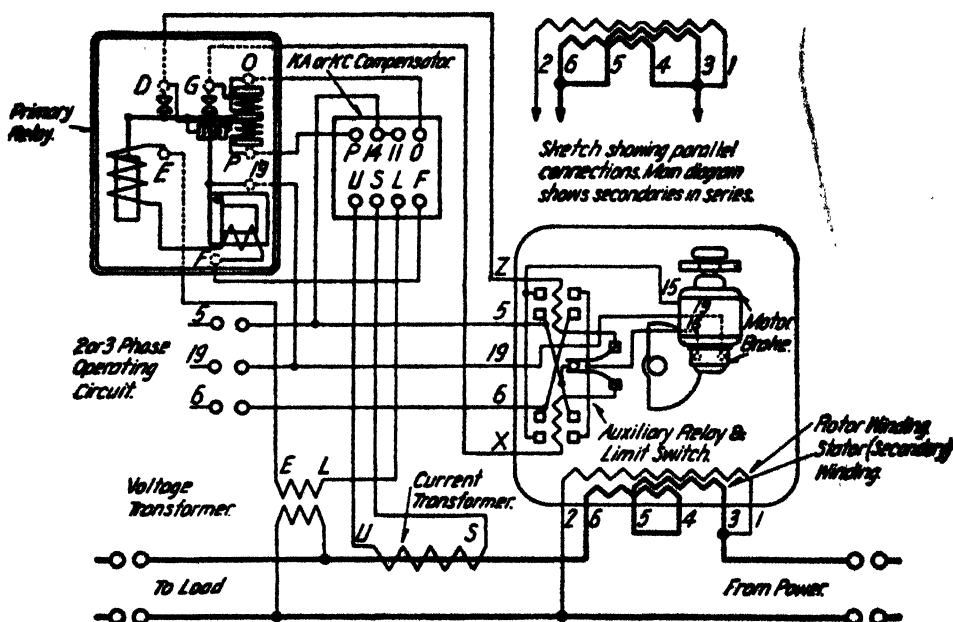 KA or KC Compensator.
Primary
Relay.
D G O
E P 19
F
P 14 11 O
U S L F
2 6 5 4 3 1
Sketch showing parallel
connections. Main diagram
shows secondaries in series.
Z
5 5
2 or 3 Phase
Operating
Circuit.
19 19
6 6
X
15
19
18
Motor
Brake.
Auxiliary Relay &
Limit Switch.
Rotor Winding.
Stator (Secondary)
Winding.
E L
Voltage
Transformer.
Current
Transformer.
U S
2 6 5 4 3 1
To Load
From Power.